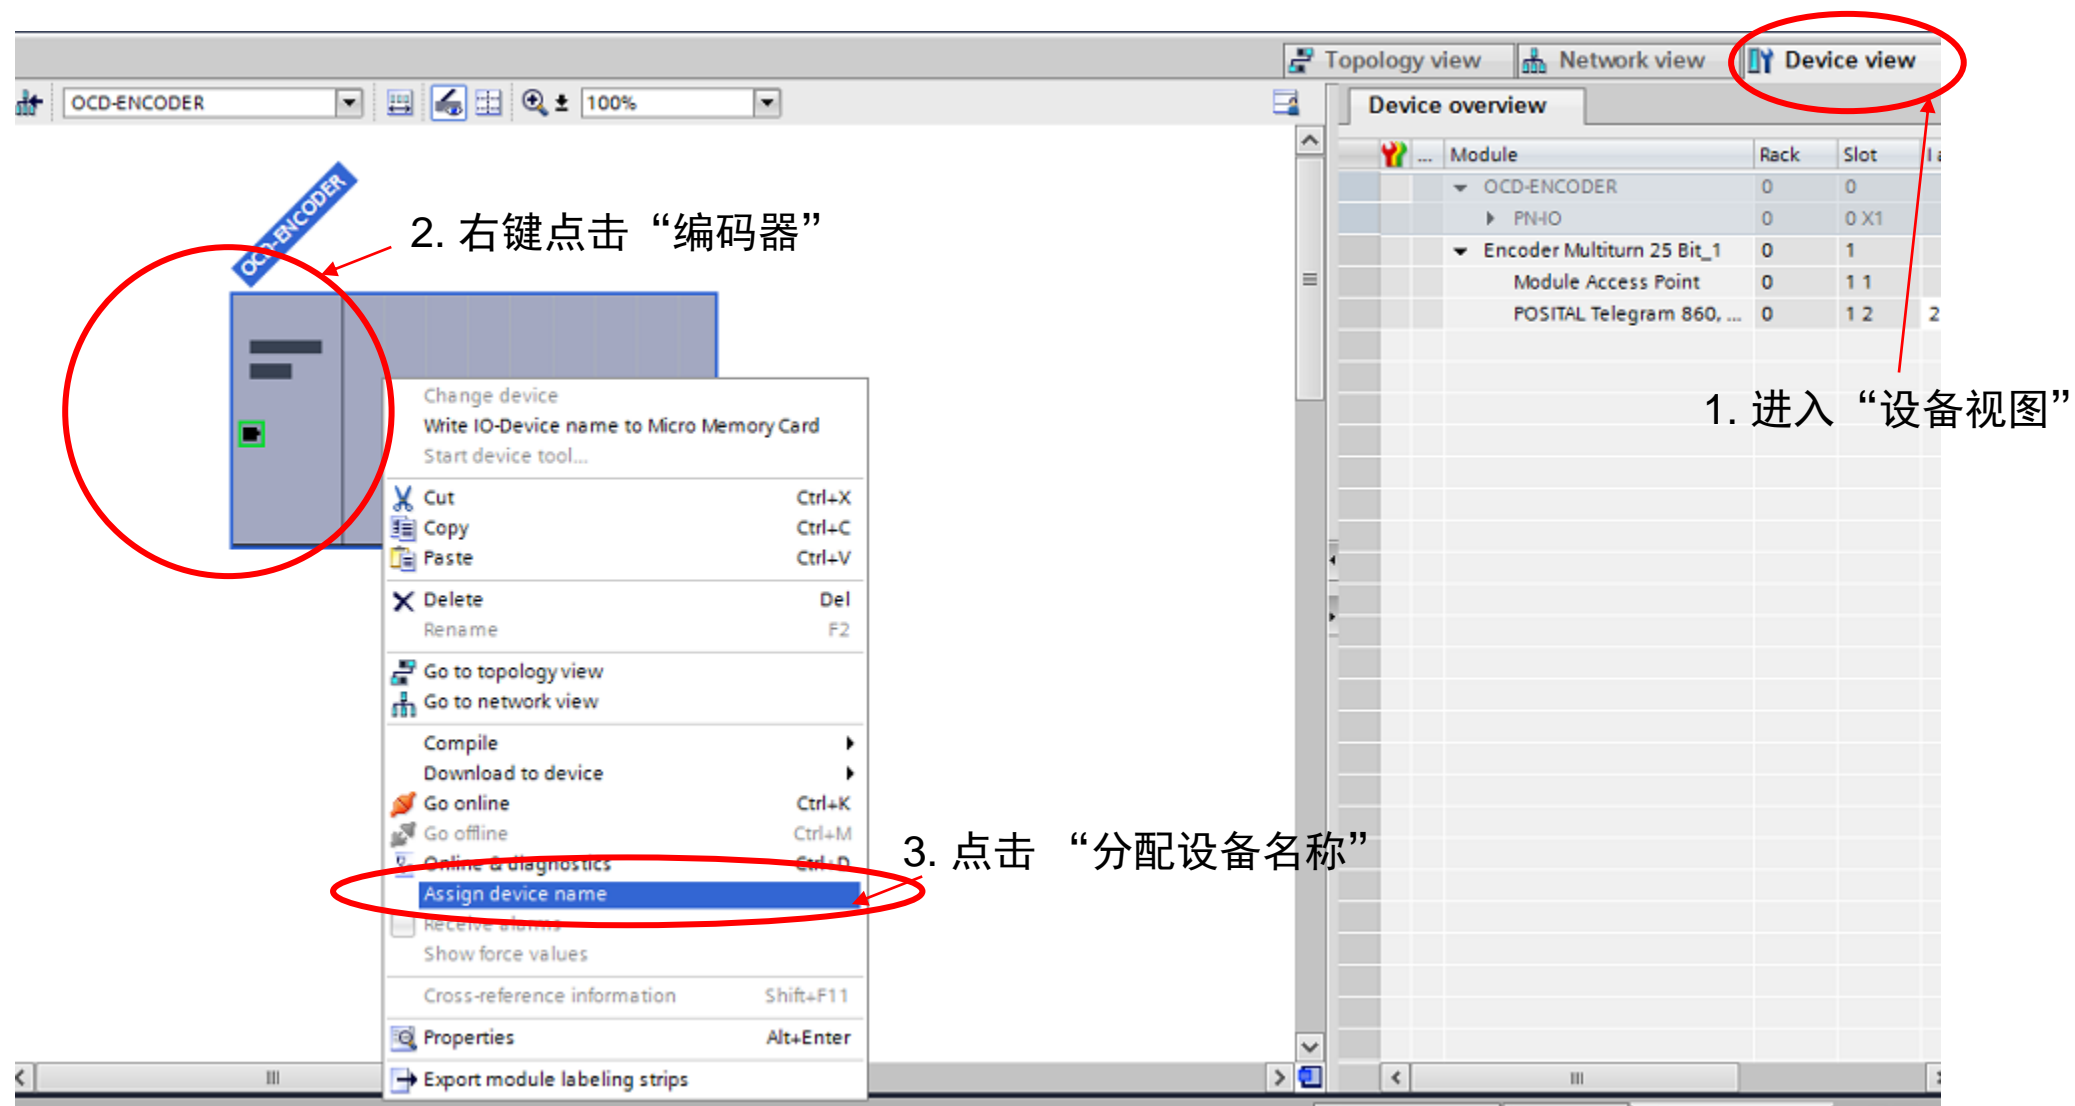 Topology view
Network view
Device view
OCD-ENCODER
100%
Device overview
... Module Rack Slot
OCD-ENCODER 0 0
PN-IO 0 0 X1
Encoder Multiturn 25 Bit_1 0 1
Module Access Point 0 1 1
POSITAL Telegram 860, ... 0 1 2 2
OCD-ENCODER
2. 右键点击“编码器”
1. 进入“设备视图”
Change device
Write IO-Device name to Micro Memory Card
Start device tool...
Cut Ctrl+X
Copy Ctrl+C
Paste Ctrl+V
Delete Del
Rename F2
Go to topology view
Go to network view
Compile
Download to device
Go online Ctrl+K
Go offline Ctrl+M
Online & diagnostics Ctrl+D
3. 点击 “分配设备名称”
Assign device name
Receive alarms
Show force values
Cross-reference information Shift+F11
Properties Alt+Enter
Export module labeling strips